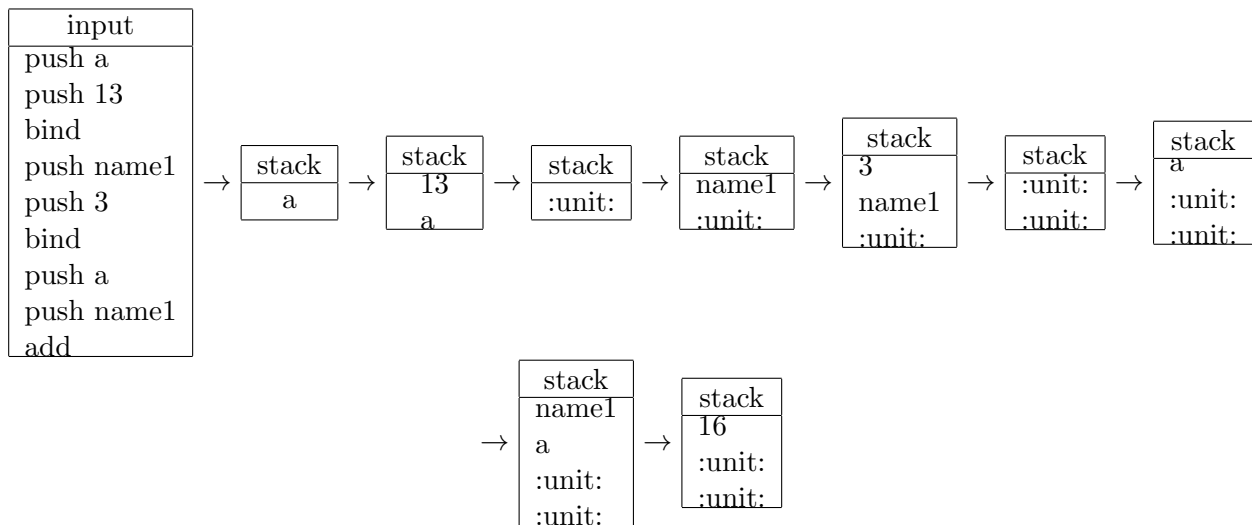 input
push a
push 13
bind
push name1
push 3
bind
push a
push name1
add
→
stack
a
→
stack
13
a
→
stack
:unit:
→
stack
name1
:unit:
→
stack
3
name1
:unit:
→
stack
:unit:
:unit:
→
stack
a
:unit:
:unit:
→
stack
name1
a
:unit:
:unit:
→
stack
16
:unit:
:unit: